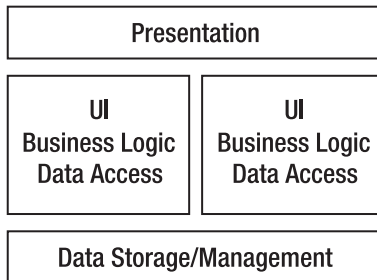 Presentation
UI
Business Logic
Data Access
UI
Business Logic
Data Access
Data Storage/Management